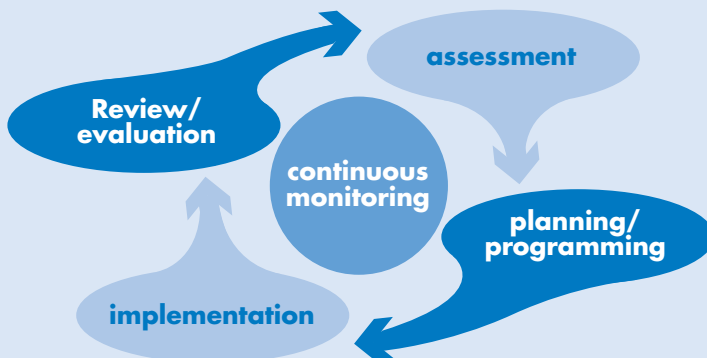 assessment
Review/
evaluation
continuous
monitoring
planning/
programming
implementation